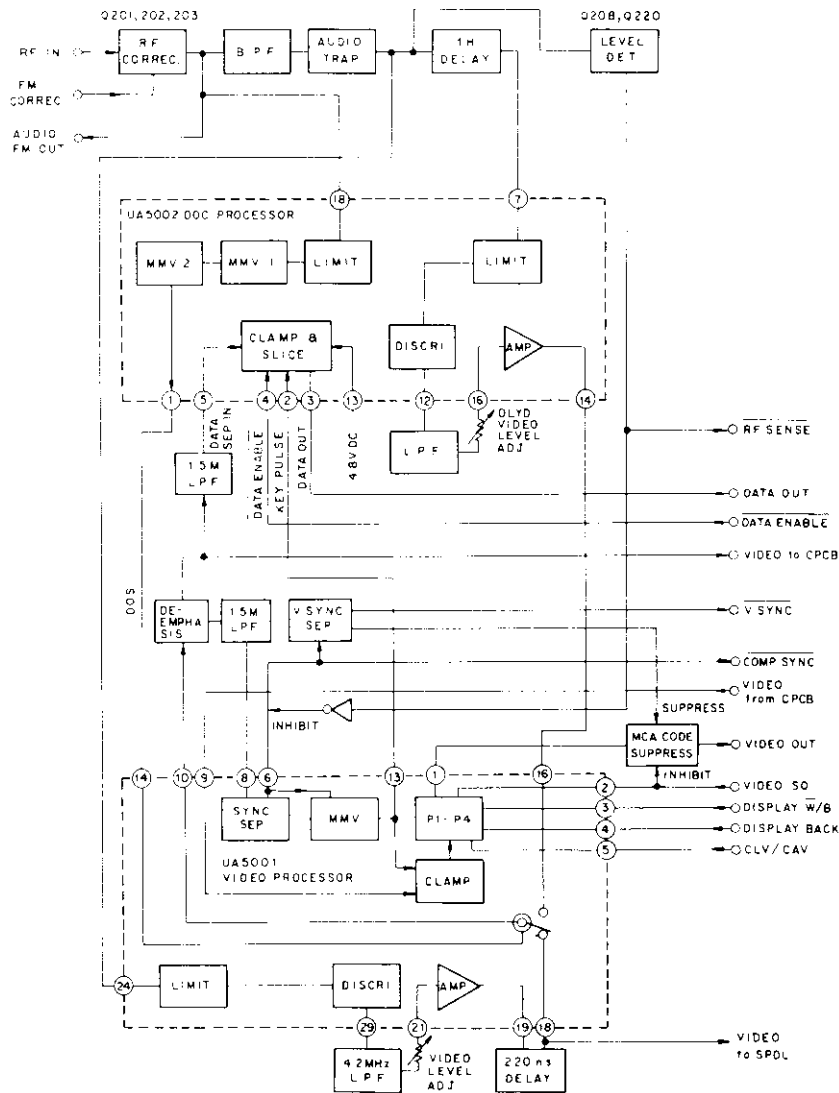 Q201, 202, 203
Q208, Q220
RF IN
RF
CORREC.
B.P.F
AUDIO
TRAP
1H
DELAY
LEVEL
DET
FM
CORREC
AUDIO
FM OUT
18
7
UA5002 DOC PROCESSOR
MMV 2
MMV 1
LIMIT
LIMIT
CLAMP &
SLICE
DISCRI
AMP
1
5
4
2
3
13
12
16
14
DATA
SEP IN
DATA ENABLE
KEY PULSE
DATA OUT
4.8V DC
L.P.F
DLYD
VIDEO
LEVEL
ADJ
1.5M
L.P.F
RF SENSE
DATA OUT
DATA ENABLE
VIDEO to CPCB
DOS
DE-
EMPHA
SIS
1.5M
LPF
V SYNC
SEP
V SYNC
COMP SYNC
VIDEO
from CPCB
INHIBIT
SUPPRESS
MCA CODE
SUPPRESS
VIDEO OUT
INHIBIT
14
10
9
8
6
13
1
16
2
VIDEO SQ
SYNC
SEP
MMV
P1-P4
3
DISPLAY W/B
4
DISPLAY BACK
5
CLV/CAV
UA5001
VIDEO PROCESSOR
CLAMP
24
LIMIT
DISCRI
AMP
29
21
19
18
4.2MHz
L.P.F
VIDEO
LEVEL
ADJ
220 ns
DELAY
VIDEO
to SPDL